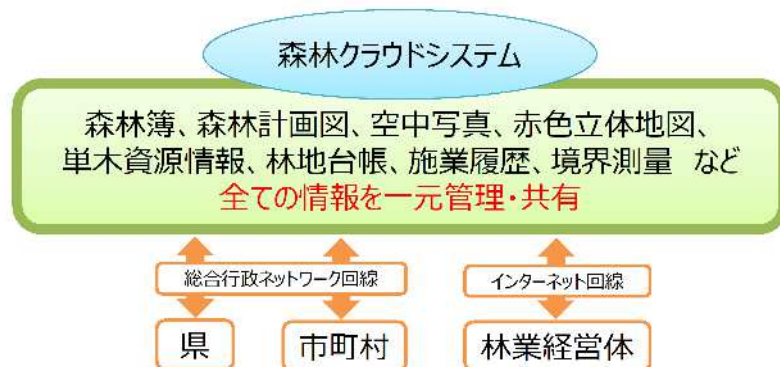 森林クラウドシステム
森林簿、森林計画図、空中写真、赤色立体地図、
単木資源情報、林地台帳、施業履歴、境界測量 など
全ての情報を一元管理・共有
総合行政ネットワーク回線
インターネット回線
県
市町村
林業経営体